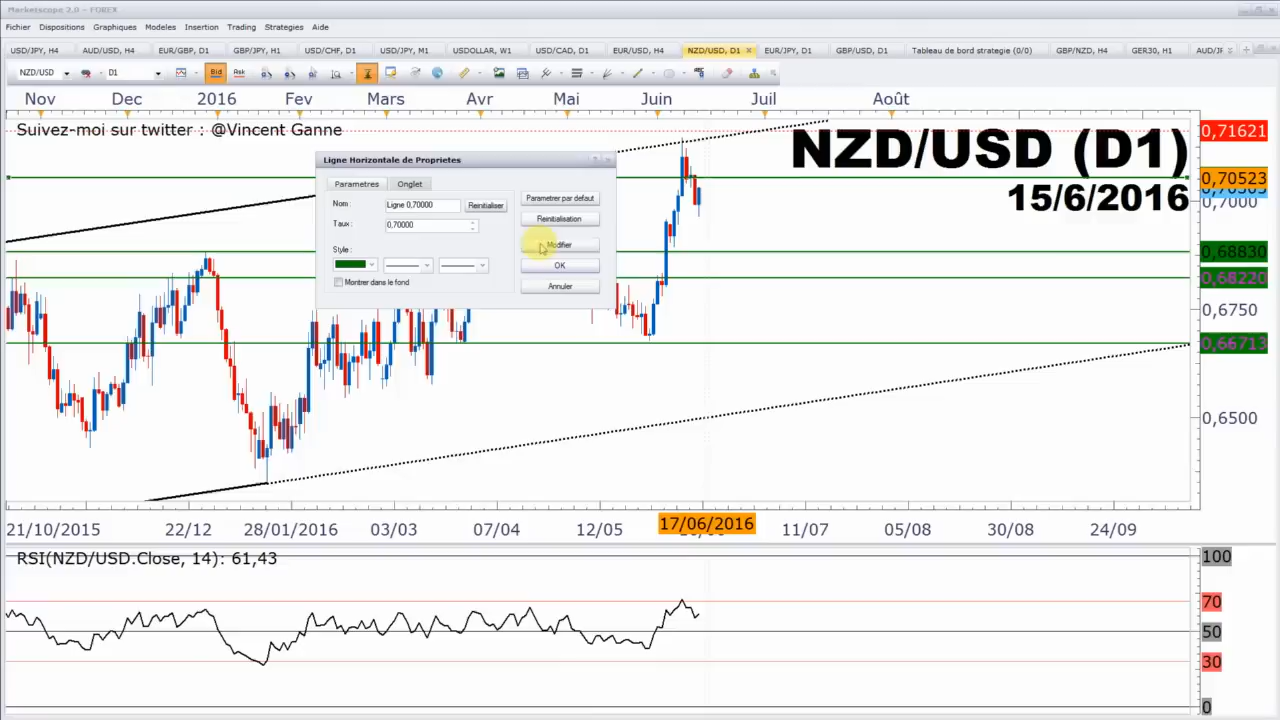 Marketscope 2.0 - FOREX
Fichier Dispositions Graphiques Modeles Insertion Trading Strategies Aide
USD/JPY, H4 AUD/USD, H4 EUR/GBP, D1 GBP/JPY, H1 USD/CHF, D1 USD/JPY, M1 USDOLLAR, W1 USD/CAD, D1 EUR/USD, H4 NZD/USD, D1 EUR/JPY, D1 GBP/USD, D1 Tableau de bord strategie (0/0) GBP/NZD, H4 GER30, H1 AUD/J
NZD/USD D1 Bid Ask
Nov Dec 2016 Fev Mars Avr Mai Juin Juil Août
Suivez-moi sur twitter : @Vincent Ganne
NZD/USD (D1)
15/6/2016
0,71621
0,70523
0,7000
0,68830
0,68220
0,6750
0,66713
0,6500
Ligne Horizontale de Proprietes
Parametres Onglet
Nom : Ligne 0,70000 Reinitialiser
Taux : 0,70000
Style :
Montrer dans le fond
Parametrer par defaut
Reinitialisation
Modifier
OK
Annuler
21/10/2015 22/12 28/01/2016 03/03 07/04 12/05 17/06/2016 11/07 05/08 30/08 24/09
RSI(NZD/USD.Close, 14): 61,43
100
70
50
30
0